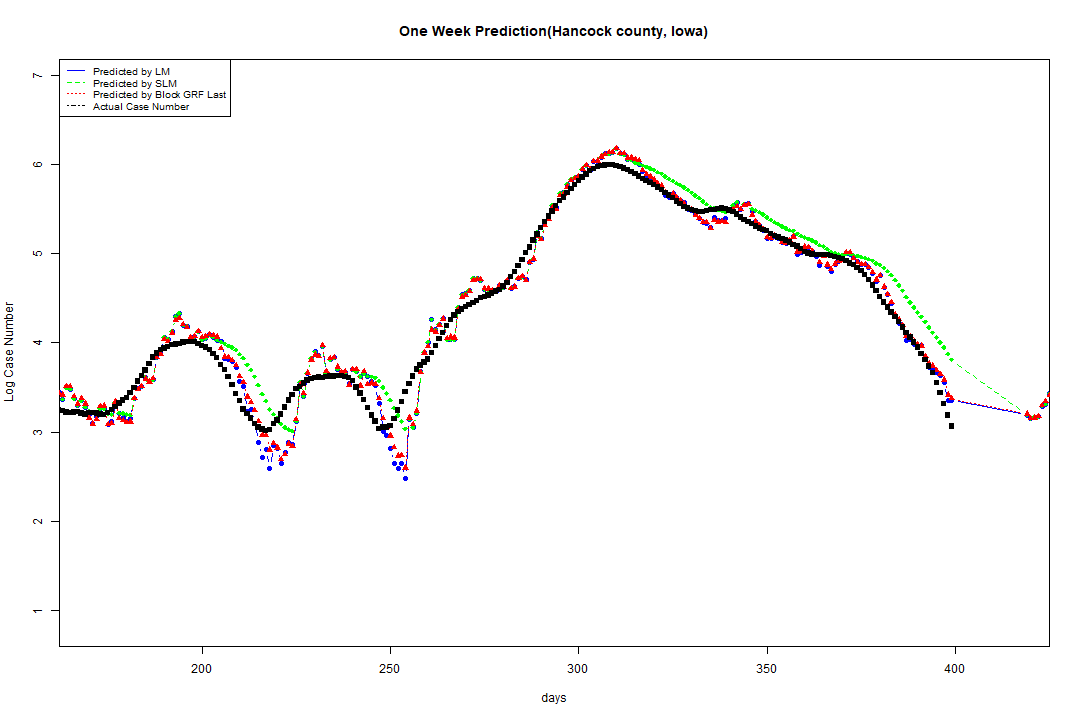 One Week Prediction(Hancock county, Iowa)
Predicted by LM
Predicted by SLM
Predicted by Block GRF Last
Actual Case Number
7
6
5
4
3
2
1
Log Case Number
200 250 300 350 400
days